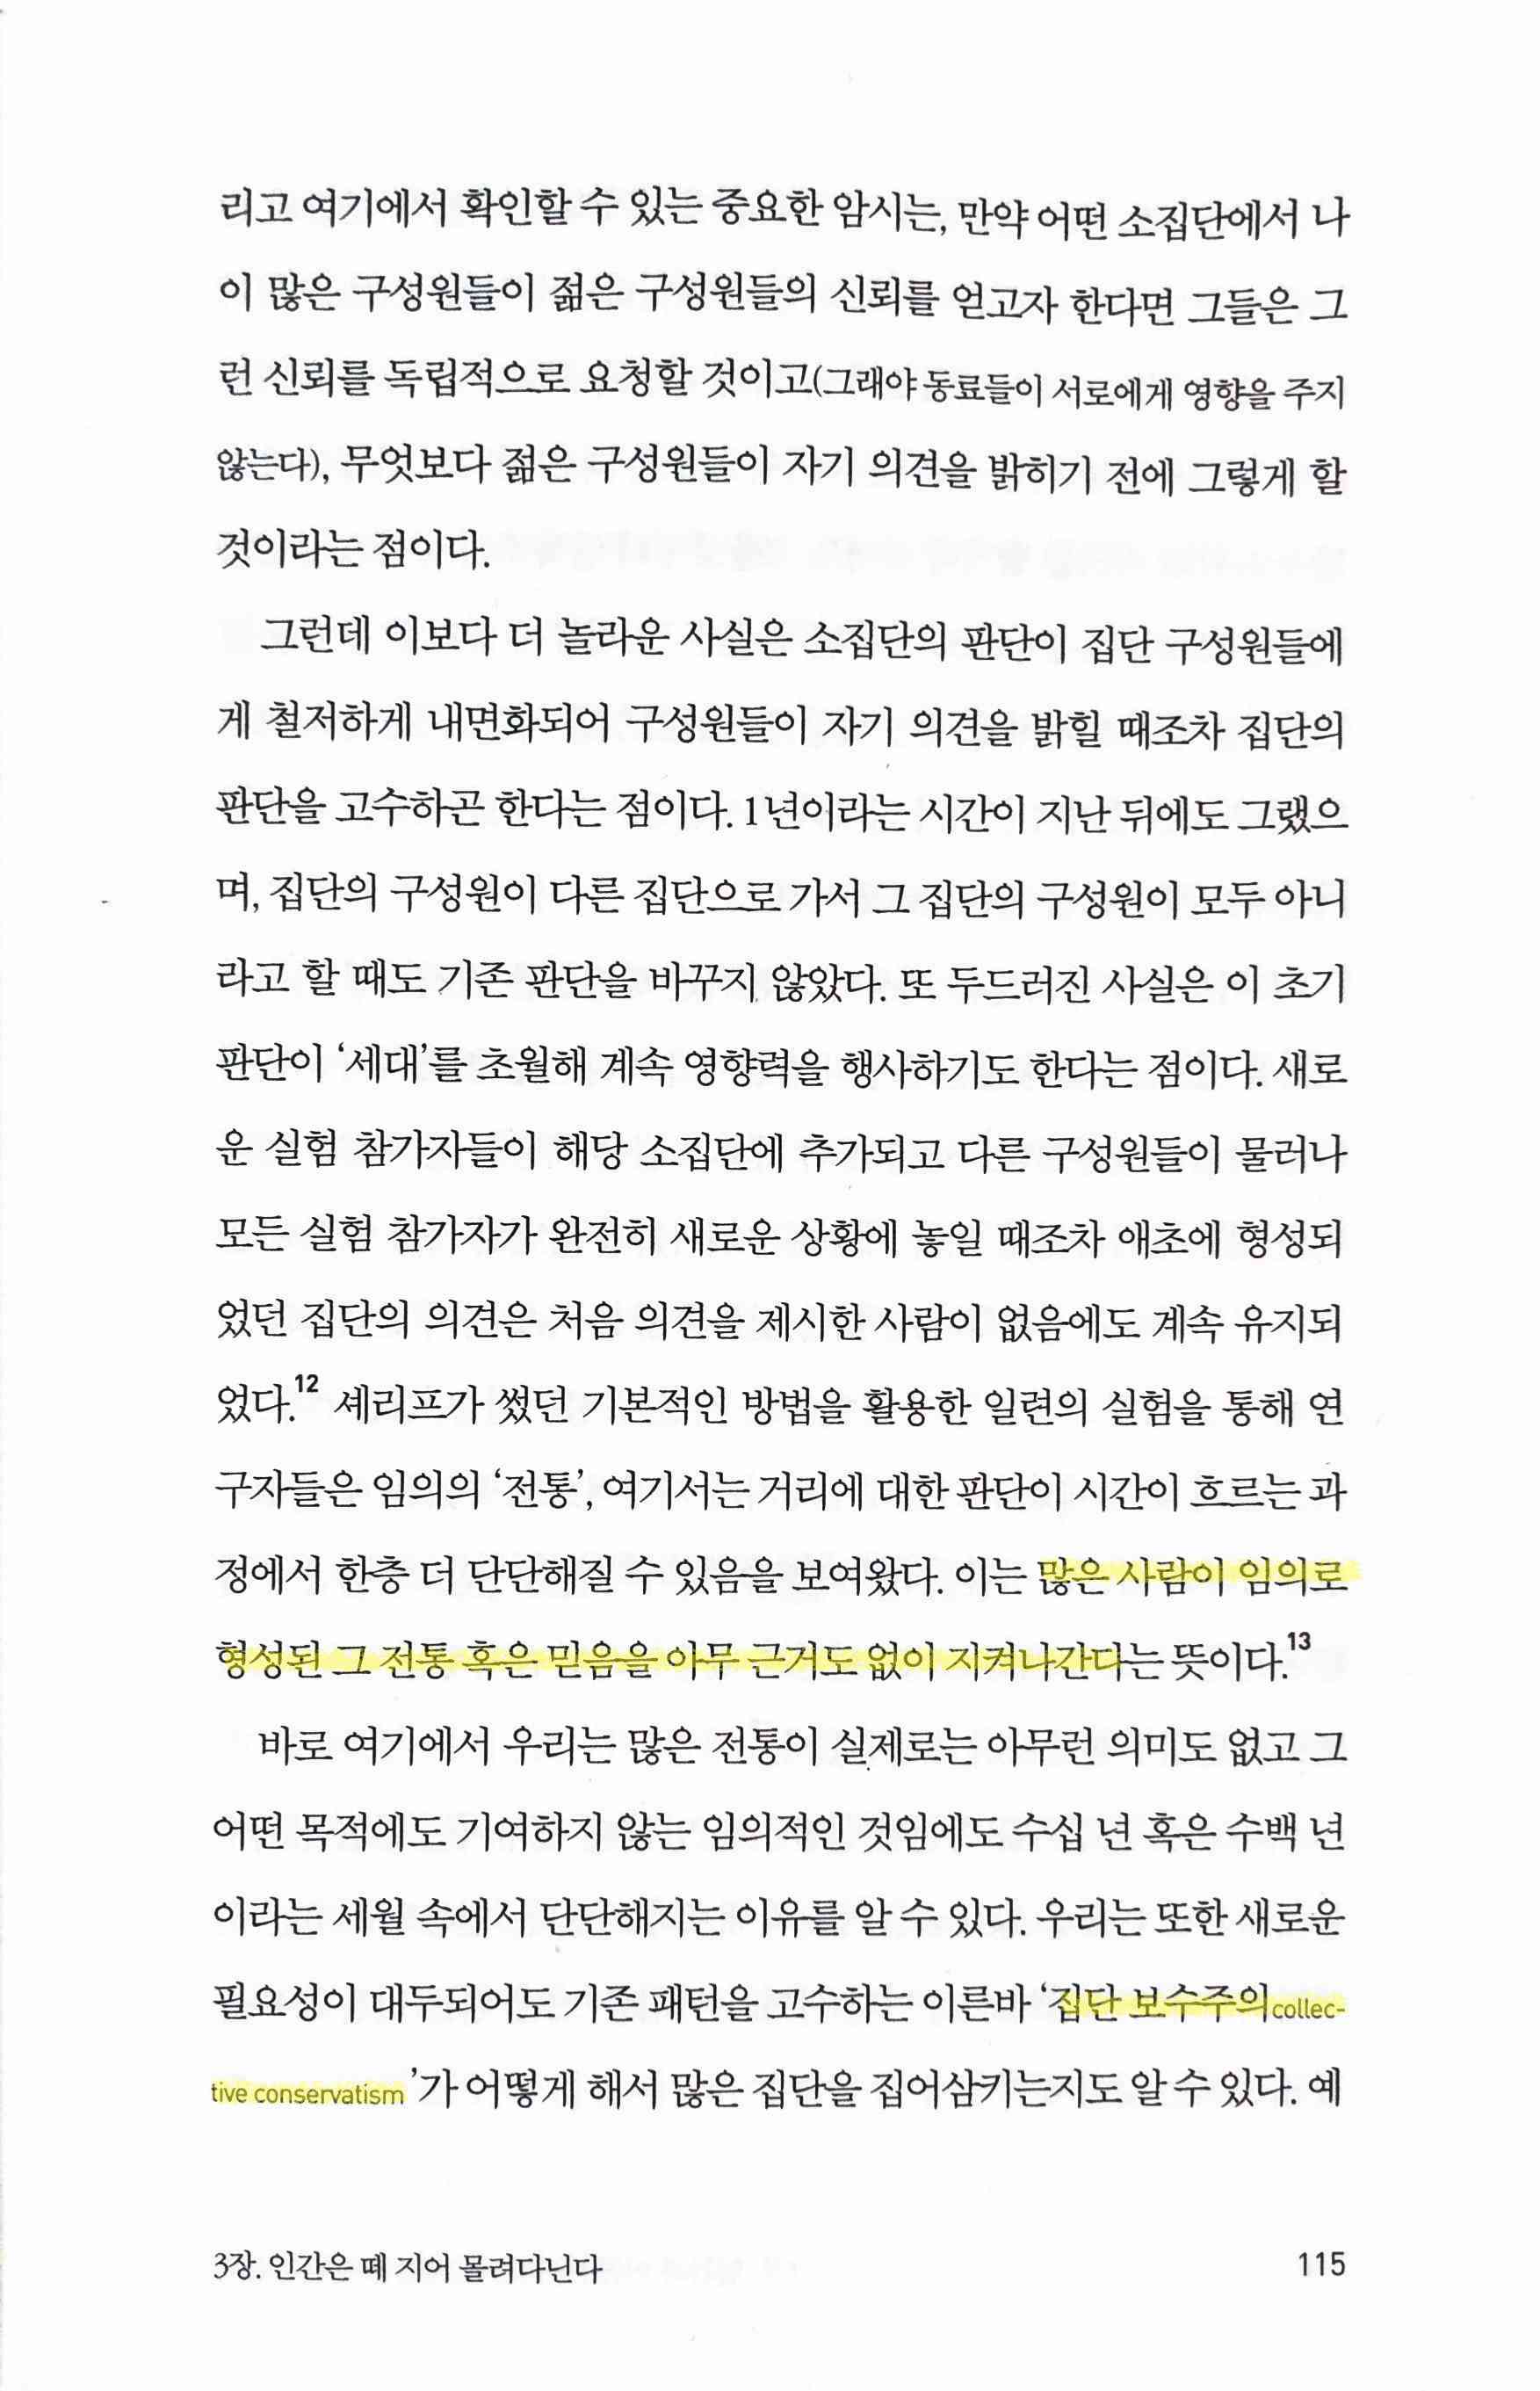 리고 여기에서 확인할 수 있는 중요한 암시는, 만약 어떤 소집단에서 나
이 많은 구성원들이 젊은 구성원들의 신뢰를 얻고자 한다면 그들은 그
런 신뢰를 독립적으로 요청할 것이고(그래야 동료들이 서로에게 영향을 주지
않는다), 무엇보다 젊은 구성원들이 자기 의견을 밝히기 전에 그렇게 할
것이라는 점이다.
그런데 이보다 더 놀라운 사실은 소집단의 판단이 집단 구성원들에
게 철저하게 내면화되어 구성원들이 자기 의견을 밝힐 때조차 집단의
판단을 고수하곤 한다는 점이다. 1년이라는 시간이 지난 뒤에도 그랬으
며, 집단의 구성원이 다른 집단으로 가서 그 집단의 구성원이 모두 아니
라고 할 때도 기존 판단을 바꾸지 않았다. 또 두드러진 사실은 이 초기
판단이 ‘세대’를 초월해 계속 영향력을 행사하기도 한다는 점이다. 새로
운 실험 참가자들이 해당 소집단에 추가되고 다른 구성원들이 물러나
모든 실험 참가자가 완전히 새로운 상황에 놓일 때조차 애초에 형성되
었던 집단의 의견은 처음 의견을 제시한 사람이 없음에도 계속 유지되
었다.12 셰리프가 썼던 기본적인 방법을 활용한 일련의 실험을 통해 연
구자들은 임의의 ‘전통’, 여기서는 거리에 대한 판단이 시간이 흐르는 과
정에서 한층 더 단단해질 수 있음을 보여왔다. 이는 많은 사람이 임의로
형성된 그 전통 혹은 믿음을 아무 근거도 없이 지켜나간다는 뜻이다.13
바로 여기에서 우리는 많은 전통이 실제로는 아무런 의미도 없고 그
어떤 목적에도 기여하지 않는 임의적인 것임에도 수십 년 혹은 수백 년
이라는 세월 속에서 단단해지는 이유를 알 수 있다. 우리는 또한 새로운
필요성이 대두되어도 기존 패턴을 고수하는 이른바 ‘집단 보수주의collec-
tive conservatism’가 어떻게 해서 많은 집단을 집어삼키는지도 알 수 있다. 예
3장. 인간은 떼 지어 몰려다닌다 115